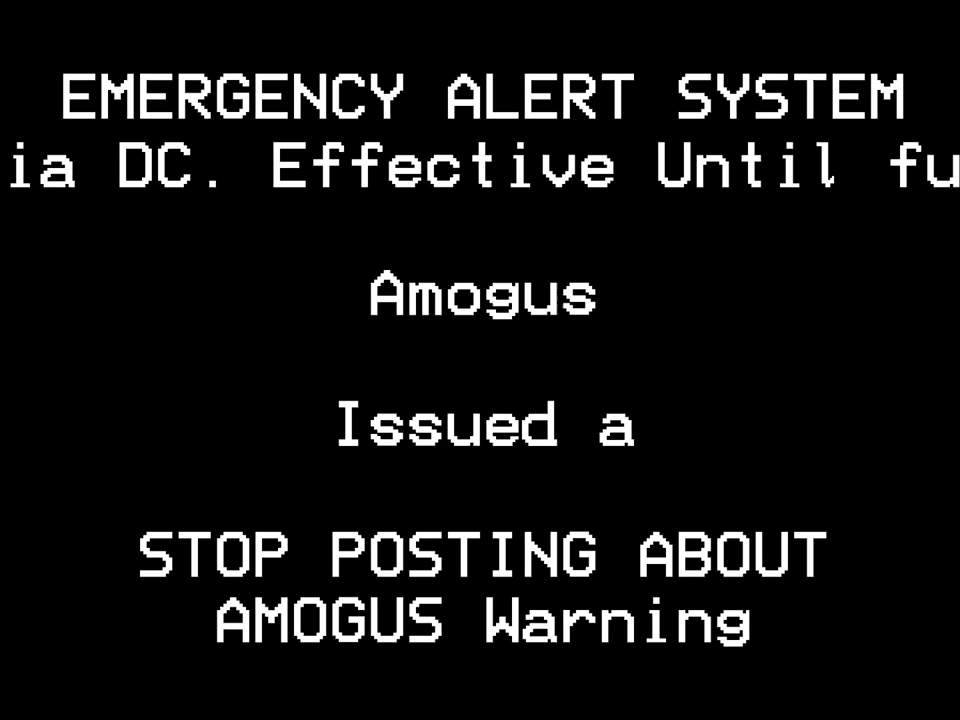 EMERGENCY ALERT SYSTEM
ia DC. Effective Until fu
Amogus
Issued a
STOP POSTING ABOUT
AMOGUS Warning